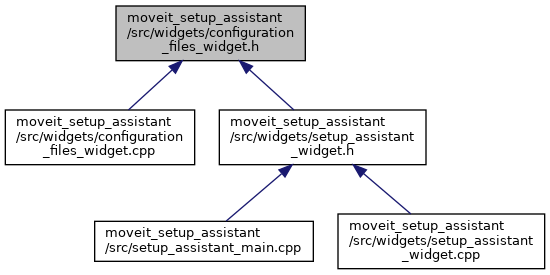 moveit_setup_assistant
/src/widgets/configuration
_files_widget.h
moveit_setup_assistant
/src/widgets/configuration
_files_widget.cpp
moveit_setup_assistant
/src/widgets/setup_assistant
_widget.h
moveit_setup_assistant
/src/setup_assistant_main.cpp
moveit_setup_assistant
/src/widgets/setup_assistant
_widget.cpp